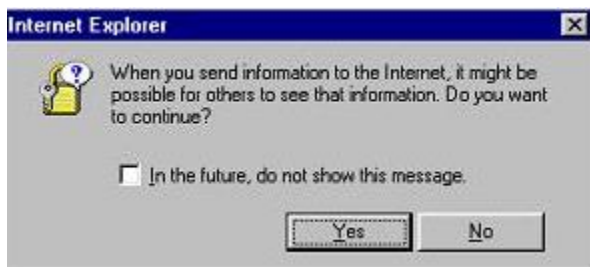 Internet Explorer
When you send information to the Internet, it might be
possible for others to see that information. Do you want
to continue?
In the future, do not show this message.
Yes No